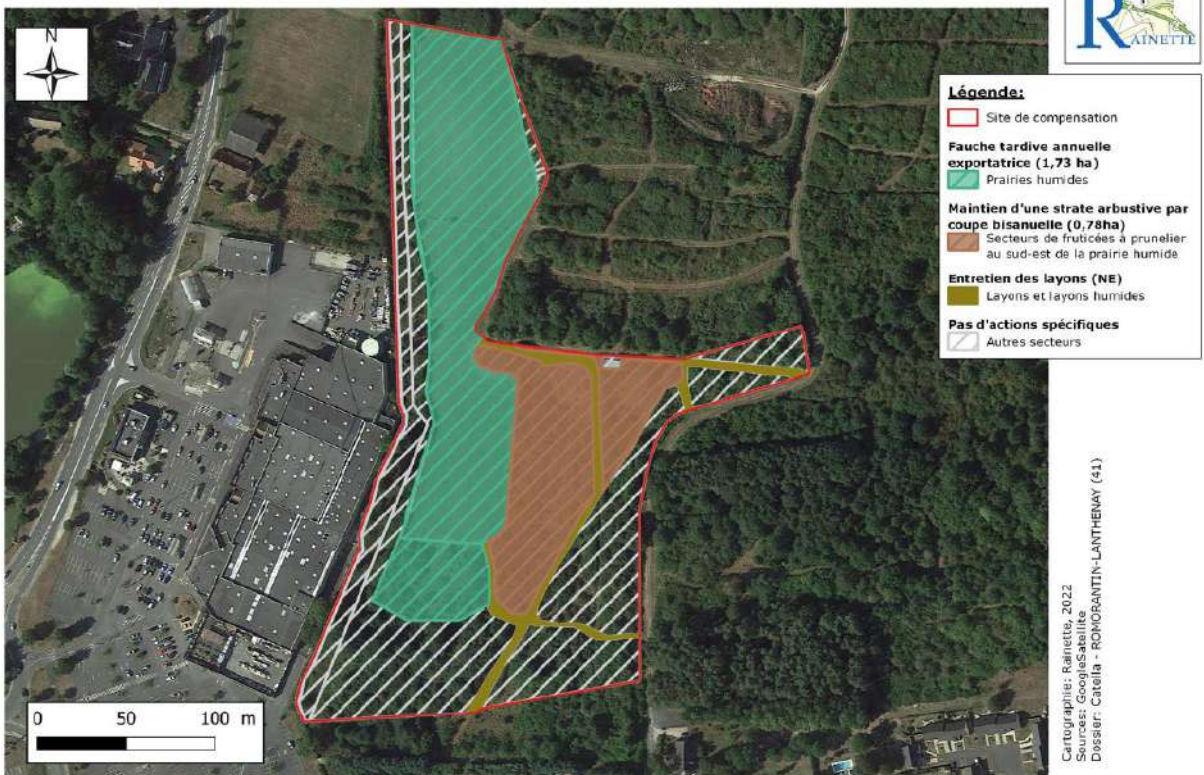 N
RAINETTE
Légende:
Site de compensation
Fauche tardive annuelle
exportatrice (1,73 ha)
Prairies humides
Maintien d'une strate arbustive par
coupe bisanuelle (0,78ha)
Secteurs de fruticées à prunelier
au sud-est de la prairie humide
Entretien des layons (NE)
Layons et layons humides
Pas d'actions spécifiques
Autres secteurs
0 50 100 m
Cartographie: Rainette, 2022
Sources: GoogleSatellite
Dossier: Catella - ROMORANTIN-LANTHENAY (41)